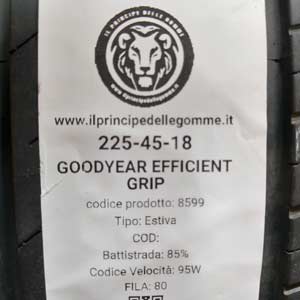 IL PRINCIPE DELLE GOMME
www.ilprincipedellegomme.it
225-45-18
GOODYEAR EFFICIENT
GRIP
codice prodotto: 8599
Tipo: Estiva
COD:
Battistrada: 85%
Codice Velocità: 95W
FILA: 80